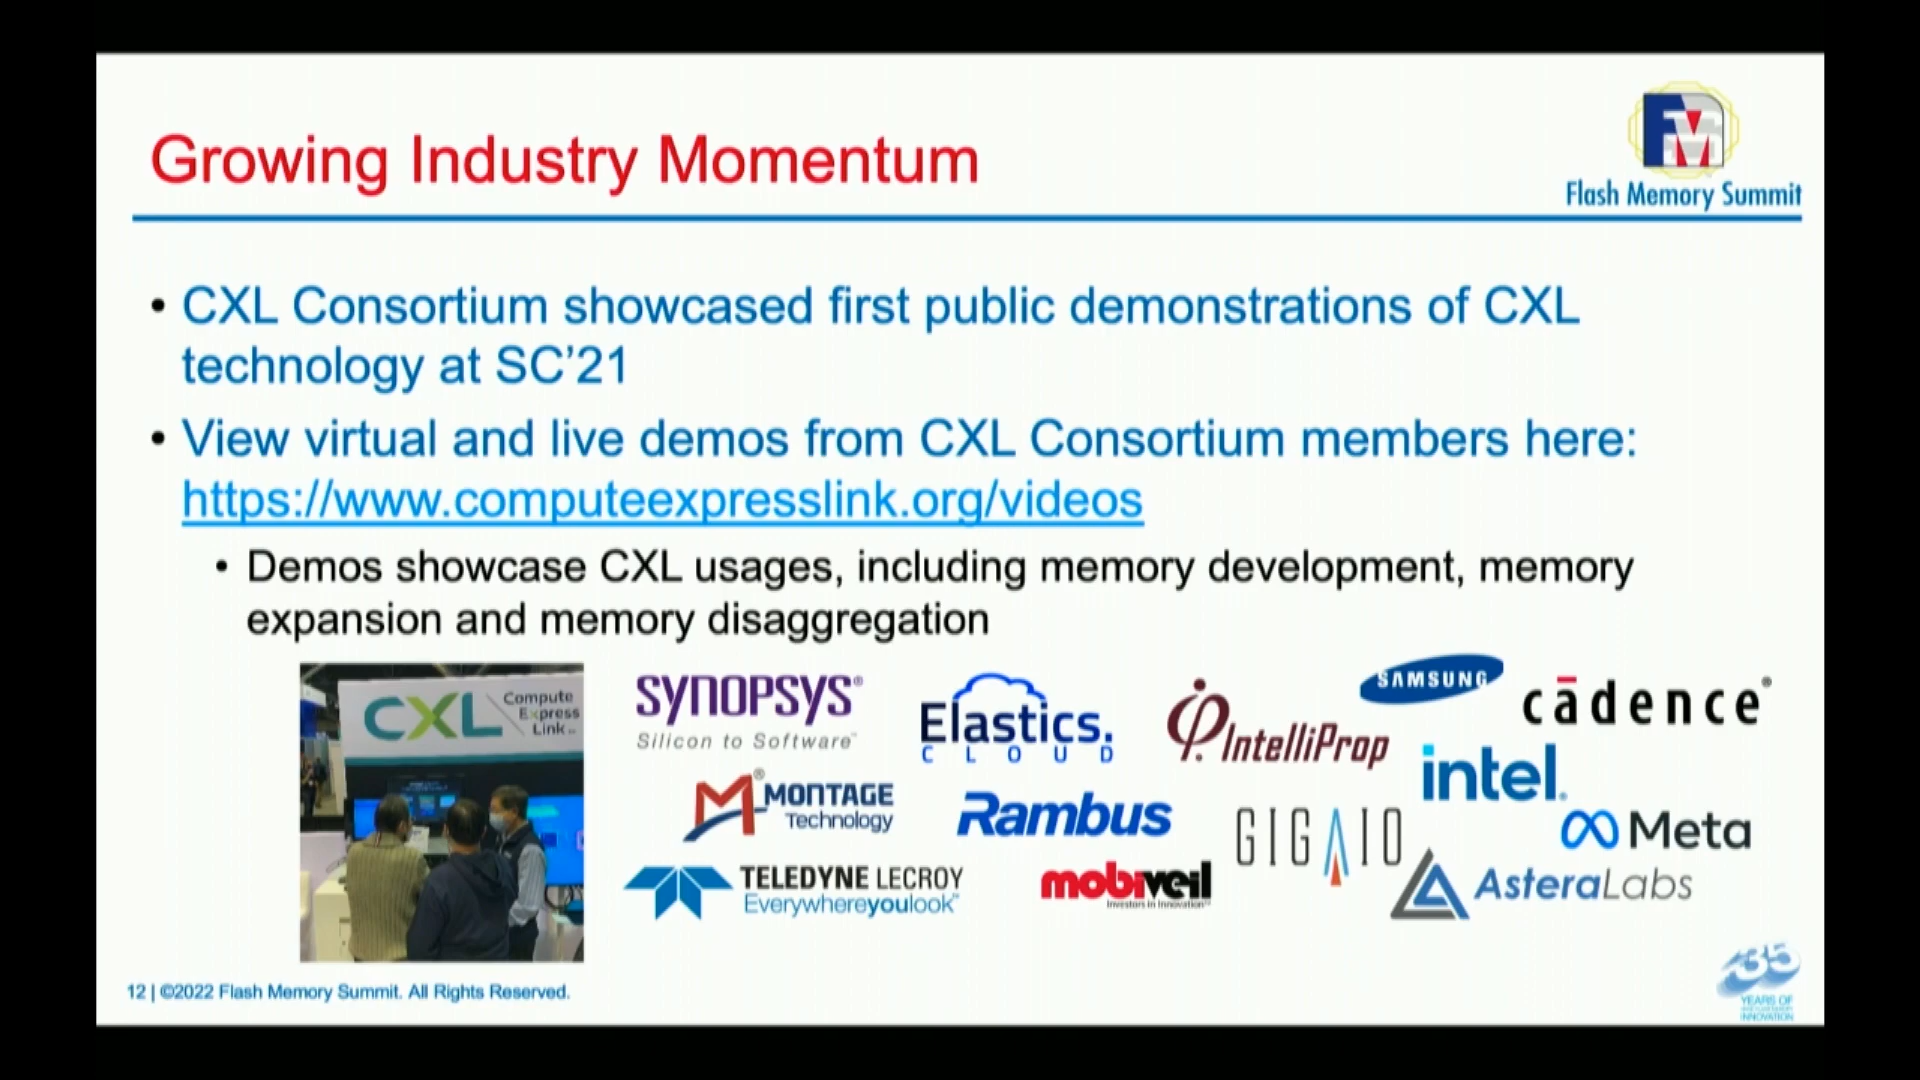 Growing Industry Momentum
Flash Memory Summit
• CXL Consortium showcased first public demonstrations of CXL
technology at SC’21
• View virtual and live demos from CXL Consortium members here:
https://www.computeexpresslink.org/videos
• Demos showcase CXL usages, including memory development, memory
expansion and memory disaggregation
CXL Compute
Express
Link
SYNOPSYS®
Silicon to Software™
Elastics.
CLOUD
IntelliProp
SAMSUNG
cādence®
MONTAGE®
Technology
Rambus
GIGAIO
intel.
Meta
TELEDYNE LECROY
Everywhereyoulook™
mobiveil
Investors in Innovation™
AsteraLabs
12 | ©2022 Flash Memory Summit. All Rights Reserved.
35
YEARS OF
INNOVATION